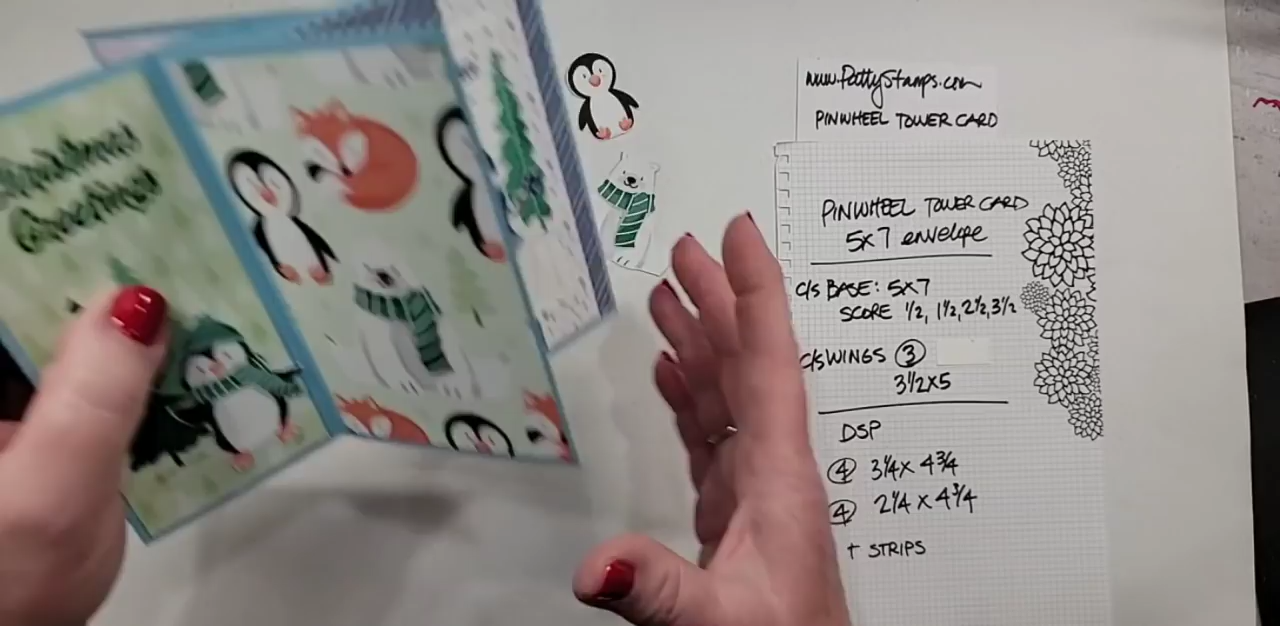 Christmas
Greetings
www.PattyStamps.com
PINWHEEL TOWER CARD
PINWHEEL TOWER CARD
5x7 envelope
C/S BASE: 5x7
SCORE 1/2, 1 1/2, 2 1/2, 3 1/2
C/S WINGS ③
3 1/2 x 5
DSP
④ 3 1/4 x 4 3/4
④ 2 1/4 x 4 3/4
+ STRIPS